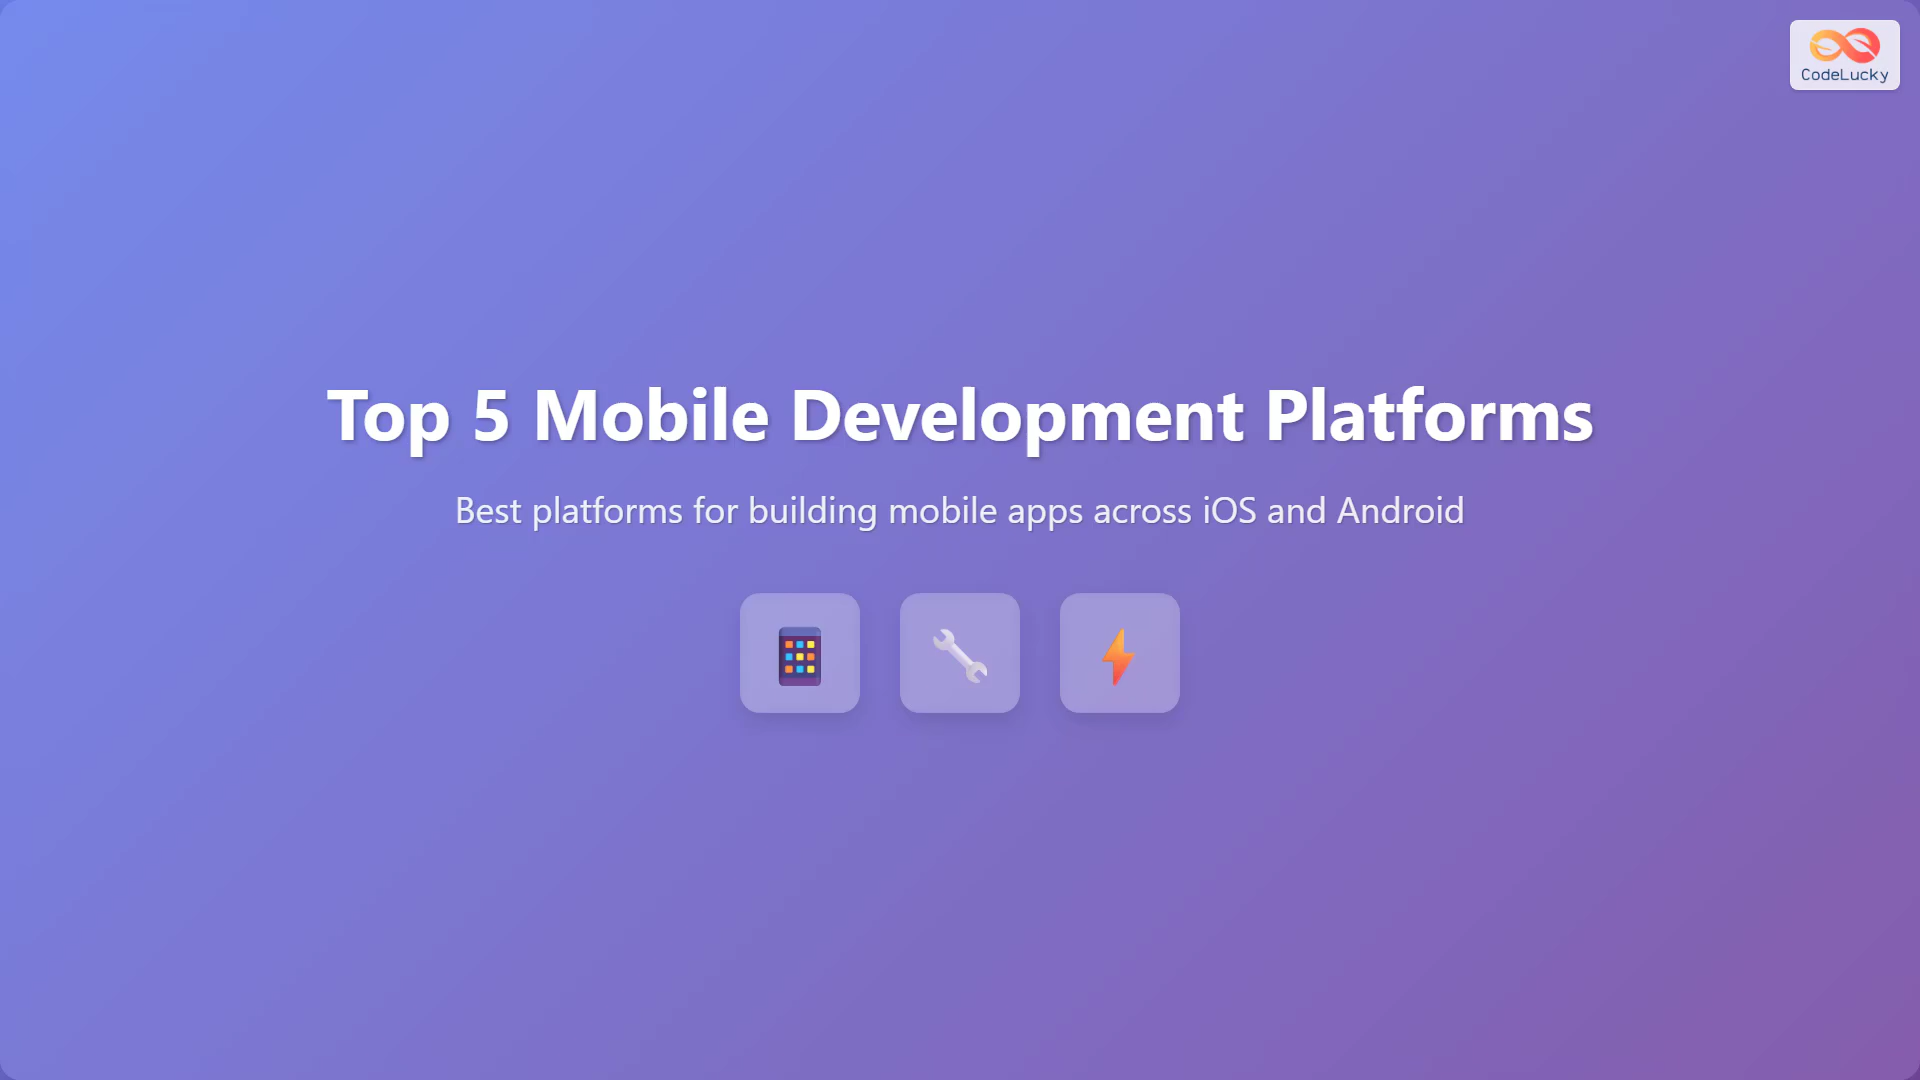 CodeLucky
Top 5 Mobile Development Platforms
Best platforms for building mobile apps across iOS and Android